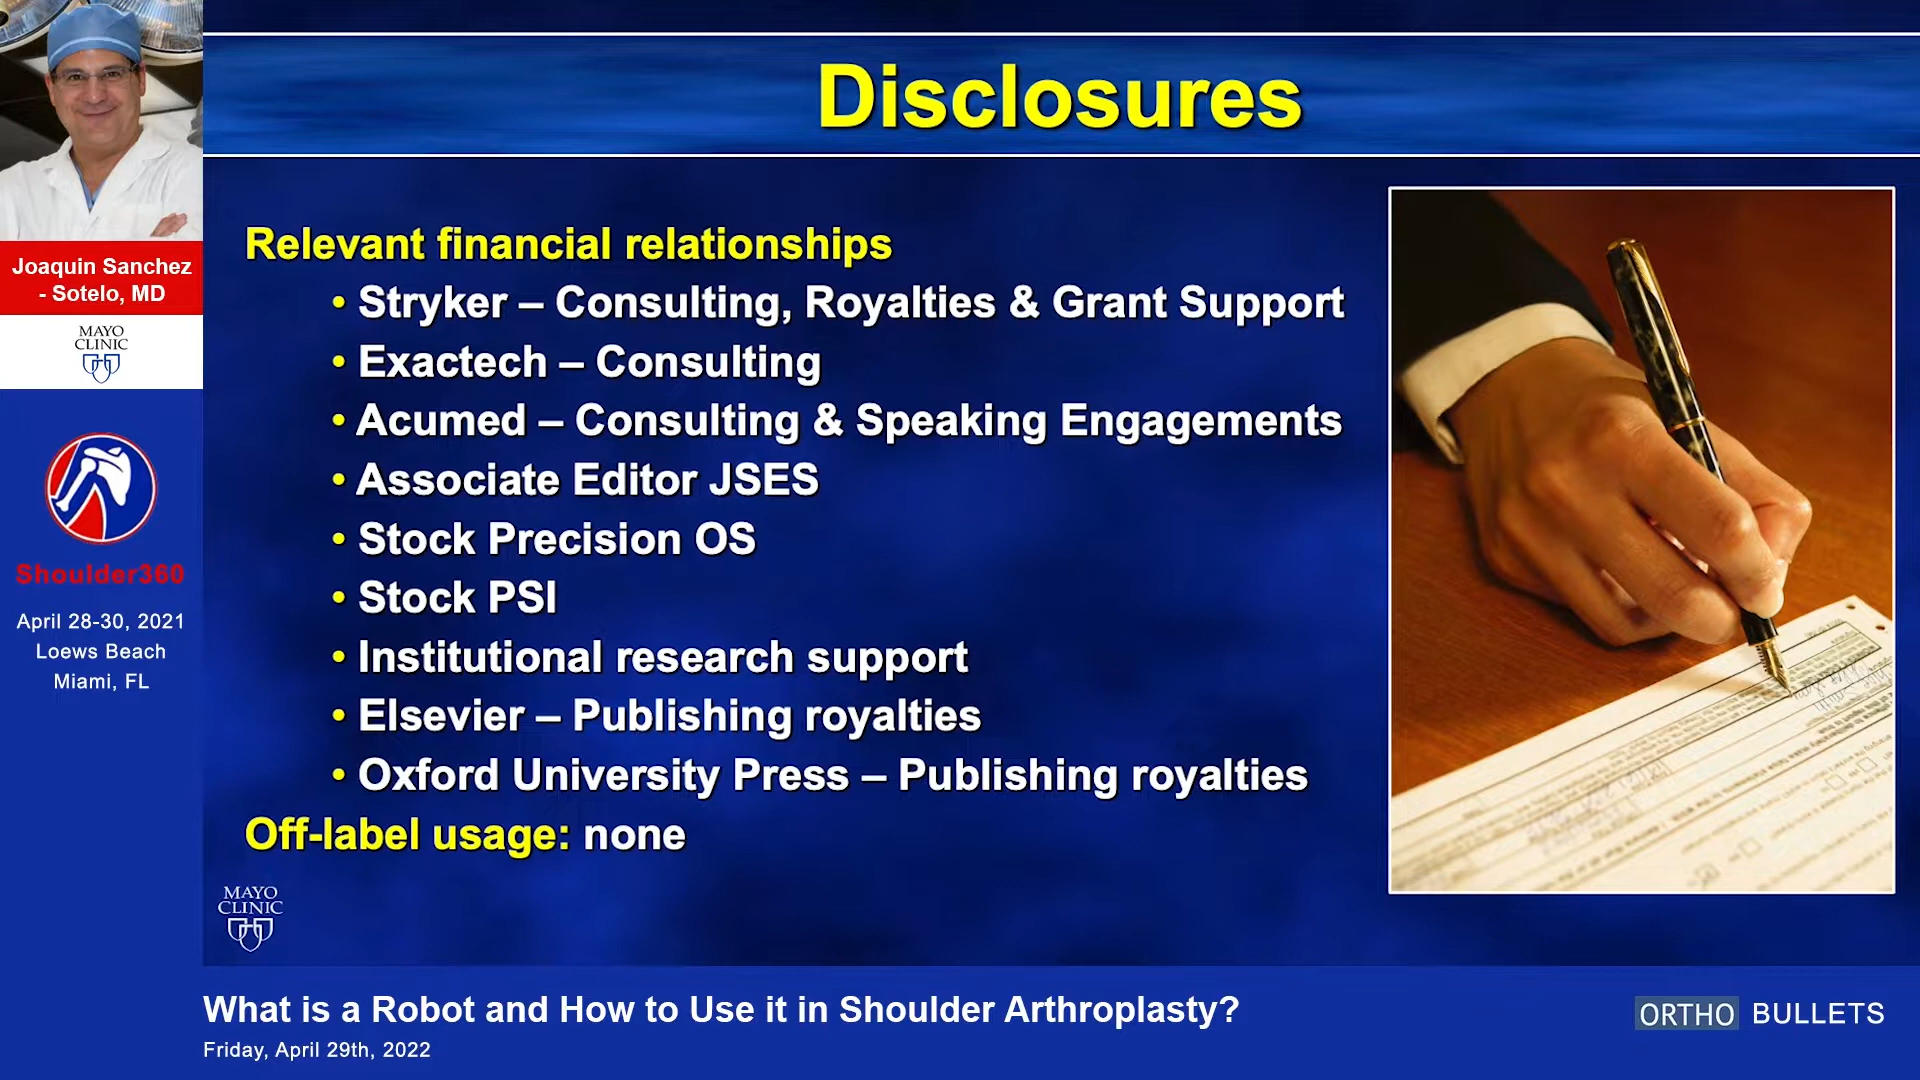 Disclosures
Joaquin Sanchez
- Sotelo, MD
MAYO
CLINIC
Shoulder360
April 28-30, 2021
Loews Beach
Miami, FL
Relevant financial relationships
• Stryker – Consulting, Royalties & Grant Support
• Exactech – Consulting
• Acumed – Consulting & Speaking Engagements
• Associate Editor JSES
• Stock Precision OS
• Stock PSI
• Institutional research support
• Elsevier – Publishing royalties
• Oxford University Press – Publishing royalties
Off-label usage: none
MAYO
CLINIC
What is a Robot and How to Use it in Shoulder Arthroplasty?
Friday, April 29th, 2022
ORTHO BULLETS